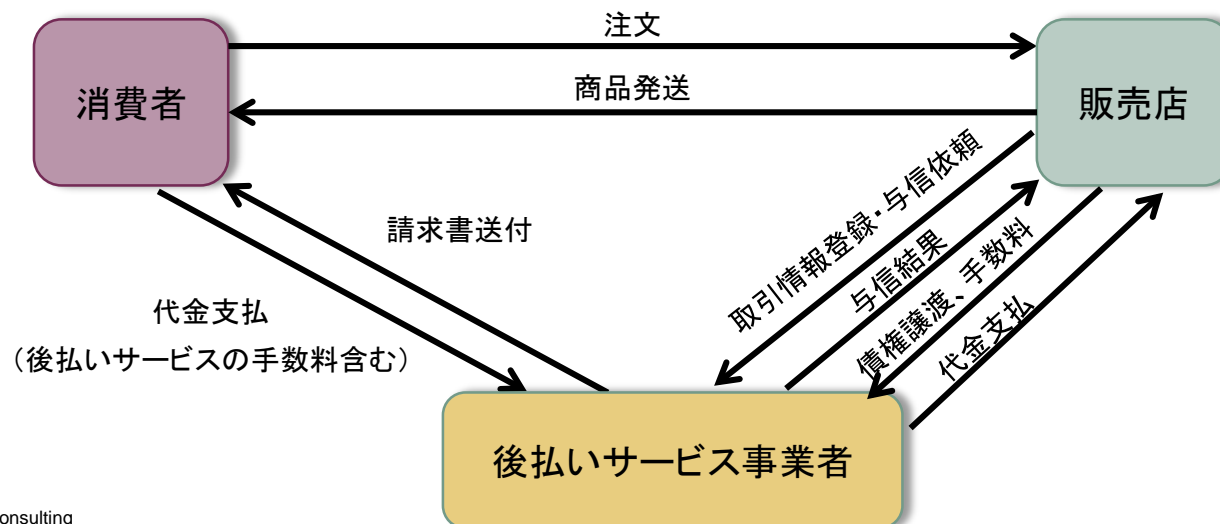 注文
消費者
商品発送
販売店
請求書送付
取引情報登録・与信依頼
与信結果
債権譲渡、手数料
代金支払
代金支払
（後払いサービスの手数料含む）
後払いサービス事業者
onsulting